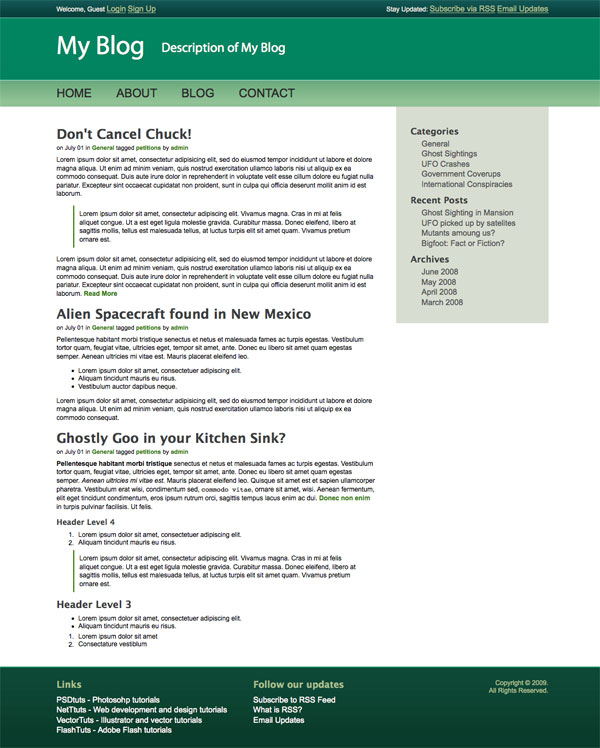 Welcome, Guest Login Sign Up
Stay Updated: Subscribe via RSS Email Updates
My Blog Description of My Blog
HOME ABOUT BLOG CONTACT
Don't Cancel Chuck!
on July 01 in General tagged petitions by admin
Lorem ipsum dolor sit amet, consectetur adipisicing elit, sed do eiusmod tempor incididunt ut labore et dolore
magna aliqua. Ut enim ad minim veniam, quis nostrud exercitation ullamco laboris nisi ut aliquip ex ea
commodo consequat. Duis aute irure dolor in reprehenderit in voluptate velit esse cillum dolore eu fugiat nulla
pariatur. Excepteur sint occaecat cupidatat non proident, sunt in culpa qui officia deserunt mollit anim id est
laborum.
Lorem ipsum dolor sit amet, consectetuer adipiscing elit. Vivamus magna. Cras in mi at felis
aliquet congue. Ut a est eget ligula molestie gravida. Curabitur massa. Donec eleifend, libero at
sagittis mollis, tellus est malesuada tellus, at luctus turpis elit sit amet quam. Vivamus pretium
ornare est.
Lorem ipsum dolor sit amet, consectetur adipisicing elit, sed do eiusmod tempor incididunt ut labore et dolore
magna aliqua. Ut enim ad minim veniam, quis nostrud exercitation ullamco laboris nisi ut aliquip ex ea
commodo consequat. Duis aute irure dolor in reprehenderit in voluptate velit esse cillum dolore eu fugiat nulla
pariatur. Excepteur sint occaecat cupidatat non proident, sunt in culpa qui officia deserunt mollit anim id est
laborum. Read More
Alien Spacecraft found in New Mexico
on July 01 in General tagged petitions by admin
Pellentesque habitant morbi tristique senectus et netus et malesuada fames ac turpis egestas. Vestibulum
tortor quam, feugiat vitae, ultricies eget, tempor sit amet, ante. Donec eu libero sit amet quam egestas
semper. Aenean ultricies mi vitae est. Mauris placerat eleifend leo.
• Lorem ipsum dolor sit amet, consectetuer adipiscing elit.
• Aliquam tincidunt mauris eu risus.
• Vestibulum auctor dapibus neque.
Lorem ipsum dolor sit amet, consectetur adipisicing elit, sed do eiusmod tempor incididunt ut labore et dolore
magna aliqua. Ut enim ad minim veniam, quis nostrud exercitation ullamco laboris nisi ut aliquip ex ea
commodo consequat.
Ghostly Goo in your Kitchen Sink?
on July 01 in General tagged petitions by admin
Pellentesque habitant morbi tristique senectus et netus et malesuada fames ac turpis egestas. Vestibulum
tortor quam, feugiat vitae, ultricies eget, tempor sit amet, ante. Donec eu libero sit amet quam egestas
semper. Aenean ultricies mi vitae est. Mauris placerat eleifend leo. Quisque sit amet est et sapien ullamcorper
pharetra. Vestibulum erat wisi, condimentum sed, commodo vitae, ornare sit amet, wisi. Aenean fermentum,
elit eget tincidunt condimentum, eros ipsum rutrum orci, sagittis tempus lacus enim ac dui. Donec non enim
in turpis pulvinar facilisis. Ut felis.
Header Level 4
1. Lorem ipsum dolor sit amet, consectetuer adipiscing elit.
2. Aliquam tincidunt mauris eu risus.
Lorem ipsum dolor sit amet, consectetuer adipiscing elit. Vivamus magna. Cras in mi at felis
aliquet congue. Ut a est eget ligula molestie gravida. Curabitur massa. Donec eleifend, libero at
sagittis mollis, tellus est malesuada tellus, at luctus turpis elit sit amet quam. Vivamus pretium
ornare est.
Header Level 3
• Lorem ipsum dolor sit amet, consectetuer adipiscing elit.
• Aliquam tincidunt mauris eu risus.
1. Lorem ipsum dolor sit amet
2. Consectature vestiblum
Categories
General
Ghost Sightings
UFO Crashes
Government Coverups
International Conspiracies
Recent Posts
Ghost Sighting in Mansion
UFO picked up by satelites
Mutants amoung us?
Bigfoot: Fact or Fiction?
Archives
June 2008
May 2008
April 2008
March 2008
Links
PSDtuts - Photosohp tutorials
NetTuts - Web development and design tutorials
VectorTuts - Illustrator and vector tutorials
FlashTuts - Adobe Flash tutorials
Follow our updates
Subscribe to RSS Feed
What is RSS?
Email Updates
Copyright © 2009.
All Rights Reserved.